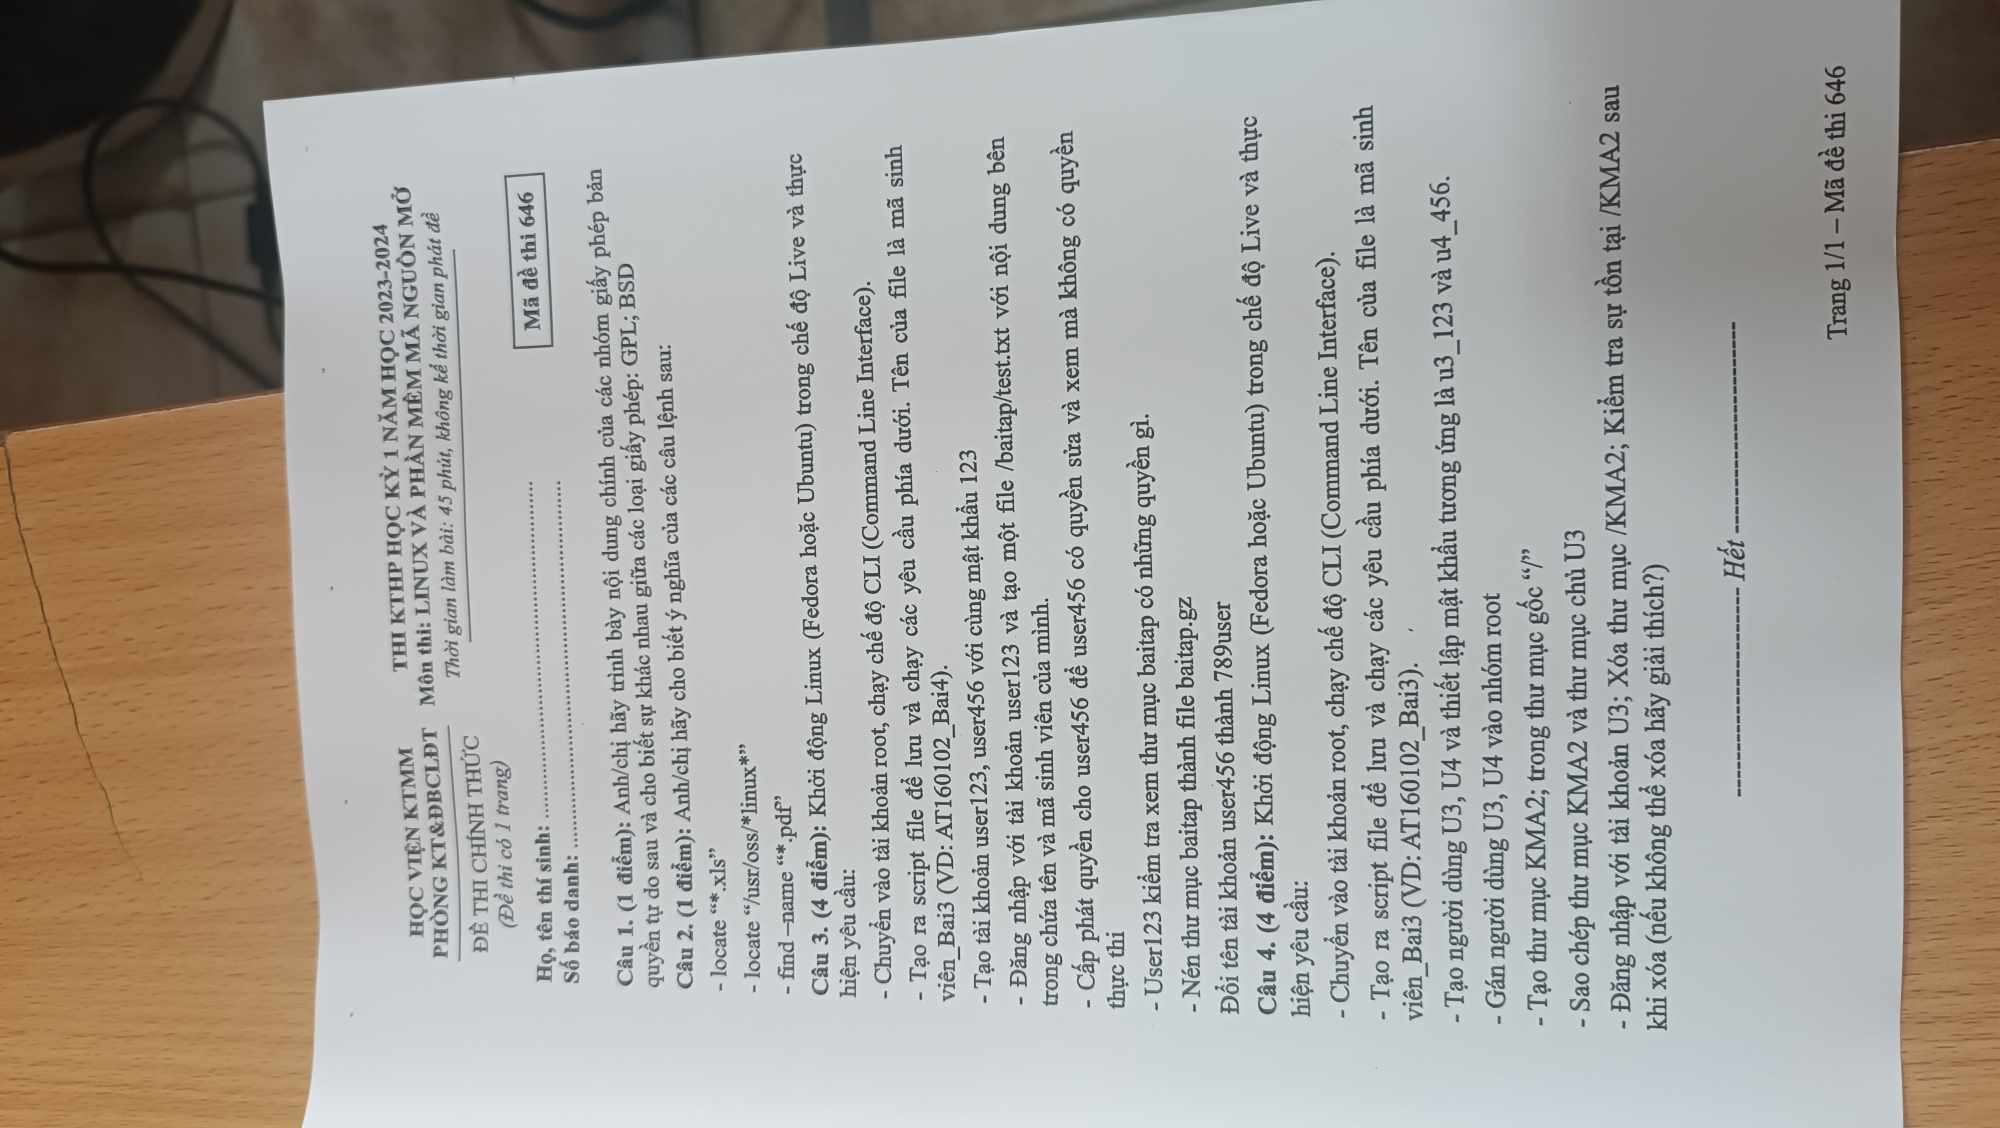 HỌC VIỆN KTMM
PHÒNG KT&ĐBCLĐT
ĐỀ THI CHÍNH THỨC
(Đề thi có 1 trang)
THI KTHP HỌC KỲ 1 NĂM HỌC 2023-2024
Môn thi: LINUX VÀ PHẦN MỀM MÃ NGUỒN MỞ
Thời gian làm bài: 45 phút, không kể thời gian phát đề
Họ, tên thí sinh: ..........
Số báo danh: ..........
Mã đề thi 646
Câu 1. (1 điểm): Anh/chị hãy trình bày nội dung chính của các nhóm giấy phép bản
quyền tự do sau và cho biết sự khác nhau giữa các loại giấy phép: GPL; BSD
Câu 2. (1 điểm): Anh/chị hãy cho biết ý nghĩa của các câu lệnh sau:
- locate “*.xls”
- locate “/usr/oss/*linux*”
- find –name “*.pdf”
Câu 3. (4 điểm): Khởi động Linux (Fedora hoặc Ubuntu) trong chế độ Live và thực
hiện yêu cầu:
- Chuyển vào tài khoản root, chạy chế độ CLI (Command Line Interface).
- Tạo ra script file để lưu và chạy các yêu cầu phía dưới. Tên của file là mã sinh
viên_Bai3 (VD: AT160102_Bai4).
- Tạo tài khoản user123, user456 với cùng mật khẩu 123
- Đăng nhập với tài khoản user123 và tạo một file /baitap/test.txt với nội dung bên
trong chứa tên và mã sinh viên của mình.
- Cấp phát quyền cho user456 để user456 có quyền sửa và xem mà không có quyền
thực thi
- User123 kiểm tra xem thư mục baitap có những quyền gì.
- Nén thư mục baitap thành file baitap.gz
Đổi tên tài khoản user456 thành 789user
Câu 4. (4 điểm): Khởi động Linux (Fedora hoặc Ubuntu) trong chế độ Live và thực
hiện yêu cầu:
- Chuyển vào tài khoản root, chạy chế độ CLI (Command Line Interface).
- Tạo ra script file để lưu và chạy các yêu cầu phía dưới. Tên của file là mã sinh
viên_Bai3 (VD: AT160102_Bai3).
- Tạo người dùng U3, U4 và thiết lập mật khẩu tương ứng là u3_123 và u4_456.
- Gán người dùng U3, U4 vào nhóm root
- Tạo thư mục KMA2; trong thư mục gốc “/”
- Sao chép thư mục KMA2 và thư mục chủ U3
- Đăng nhập với tài khoản U3; Xóa thư mục /KMA2; Kiểm tra sự tồn tại /KMA2 sau
khi xóa (nếu không thể xóa hãy giải thích?)
---------------------- Hết ----------------------
Trang 1/1 – Mã đề thi 646